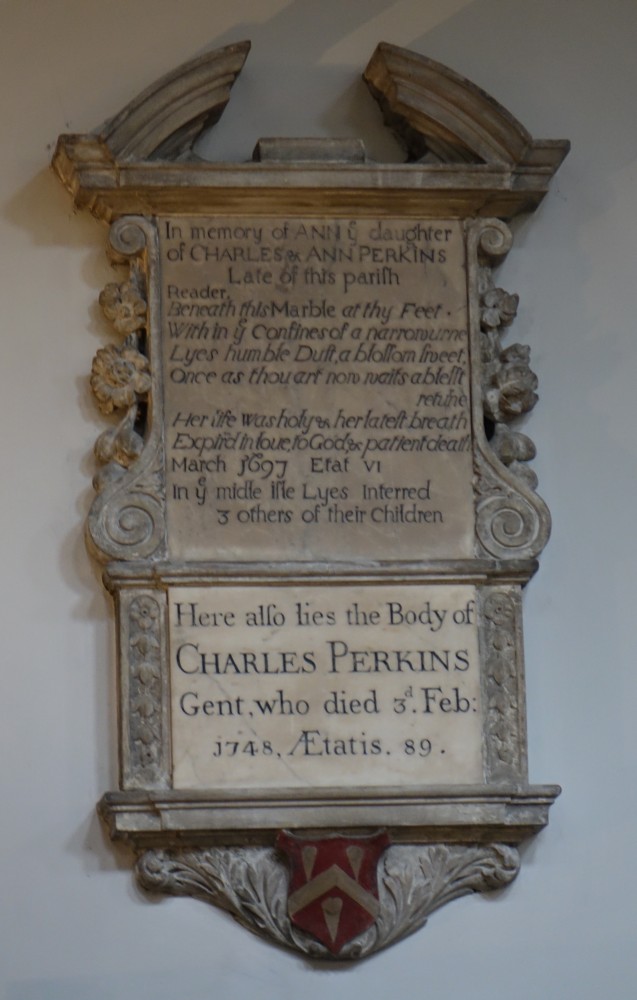 In memory of ANN yͤ daughter
of CHARLES & ANN PERKINS
Late of this pariſh
Reader,
Beneath this Marble at thy Feet.
With in yͤ Confines of a narrow urne
Lyes humble Duſt, a bloſſom ſweet,
Once as thou art now waits a bleſſt
retune
Her life was holy & her lateſt breath
Expir'd in loue, to God, & patient death
March 1697 Etat VI
In yͤ midle iſle Lyes Interred
3 others of their Children
Here alſo lies the Body of
CHARLES PERKINS
Gent, who died 3ᵈ. Feb:
1748, Ætatis. 89.